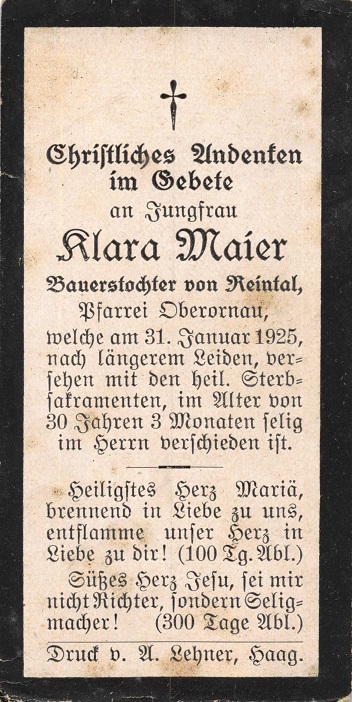 Christliches Andenken
im Gebete
an Jungfrau
Klara Maier
Bauerstochter von Reintal,
Pfarrei Oberornau,
welche am 31. Januar 1925,
nach längerem Leiden, ver-
sehen mit den heil. Sterb-
sakramenten, im Alter von
30 Jahren 3 Monaten selig
im Herrn verschieden ist.
Heiligstes Herz Mariä,
brennend in Liebe zu uns,
entflamme unser Herz in
Liebe zu dir! (100 Tg. Abl.)
Süßes Herz Jesu, sei mir
nicht Richter, sondern Selig-
macher! (300 Tage Abl.)
Druck v. A. Lehner, Haag.